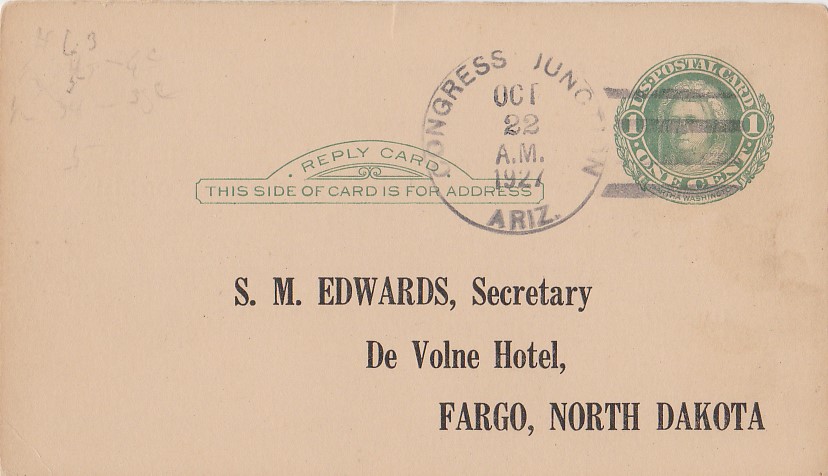 CONGRESS JUNCTION
OCT
22
A.M.
1927
ARIZ.
U.S. POSTAL CARD
1 1
ONE CENT
MARTHA WASHINGTON
REPLY CARD
THIS SIDE OF CARD IS FOR ADDRESS
S. M. EDWARDS, Secretary
De Volne Hotel,
FARGO, NORTH DAKOTA